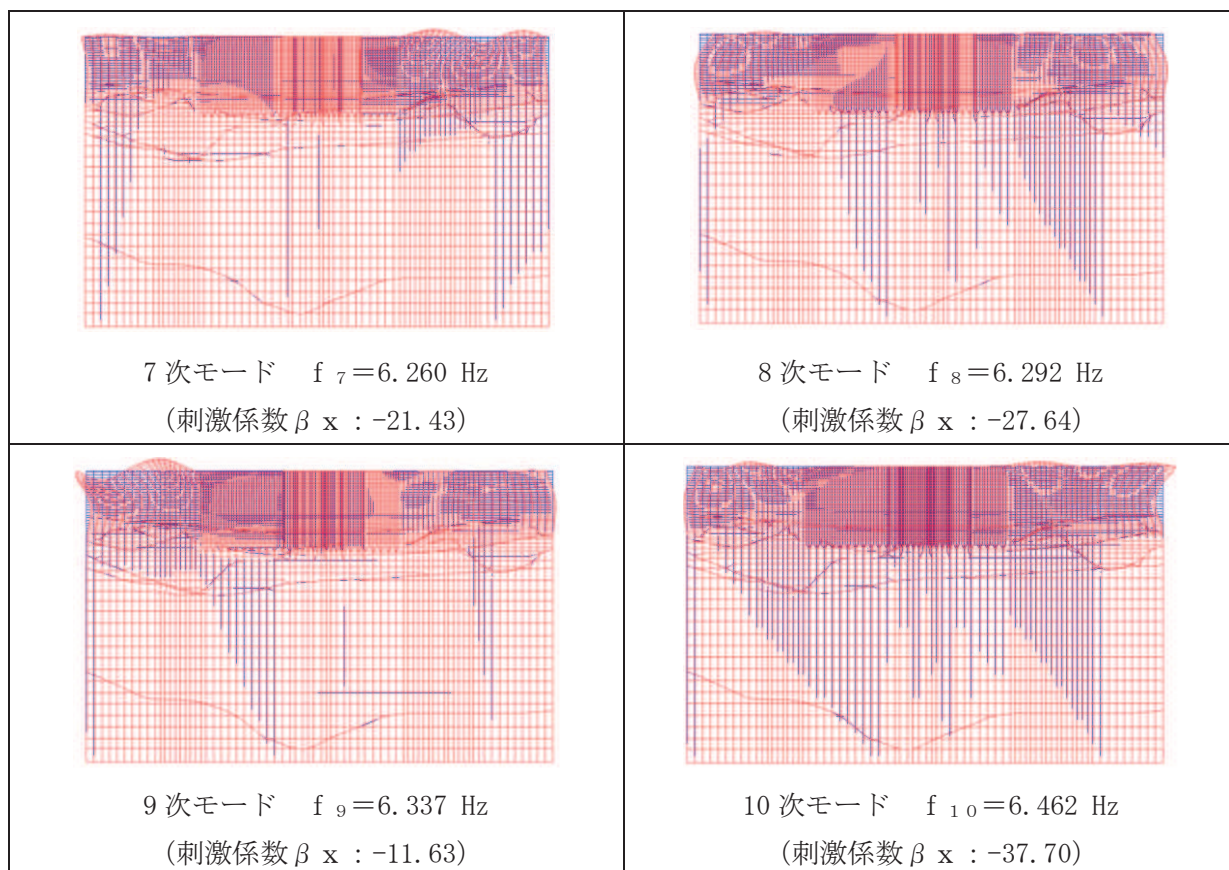 7 次モード f ₇＝6.260 Hz
(刺激係数β x ：-21.43)
8 次モード f ₈＝6.292 Hz
(刺激係数β x ：-27.64)
9 次モード f ₉＝6.337 Hz
(刺激係数β x ：-11.63)
10 次モード f ₁₀＝6.462 Hz
(刺激係数β x ：-37.70)